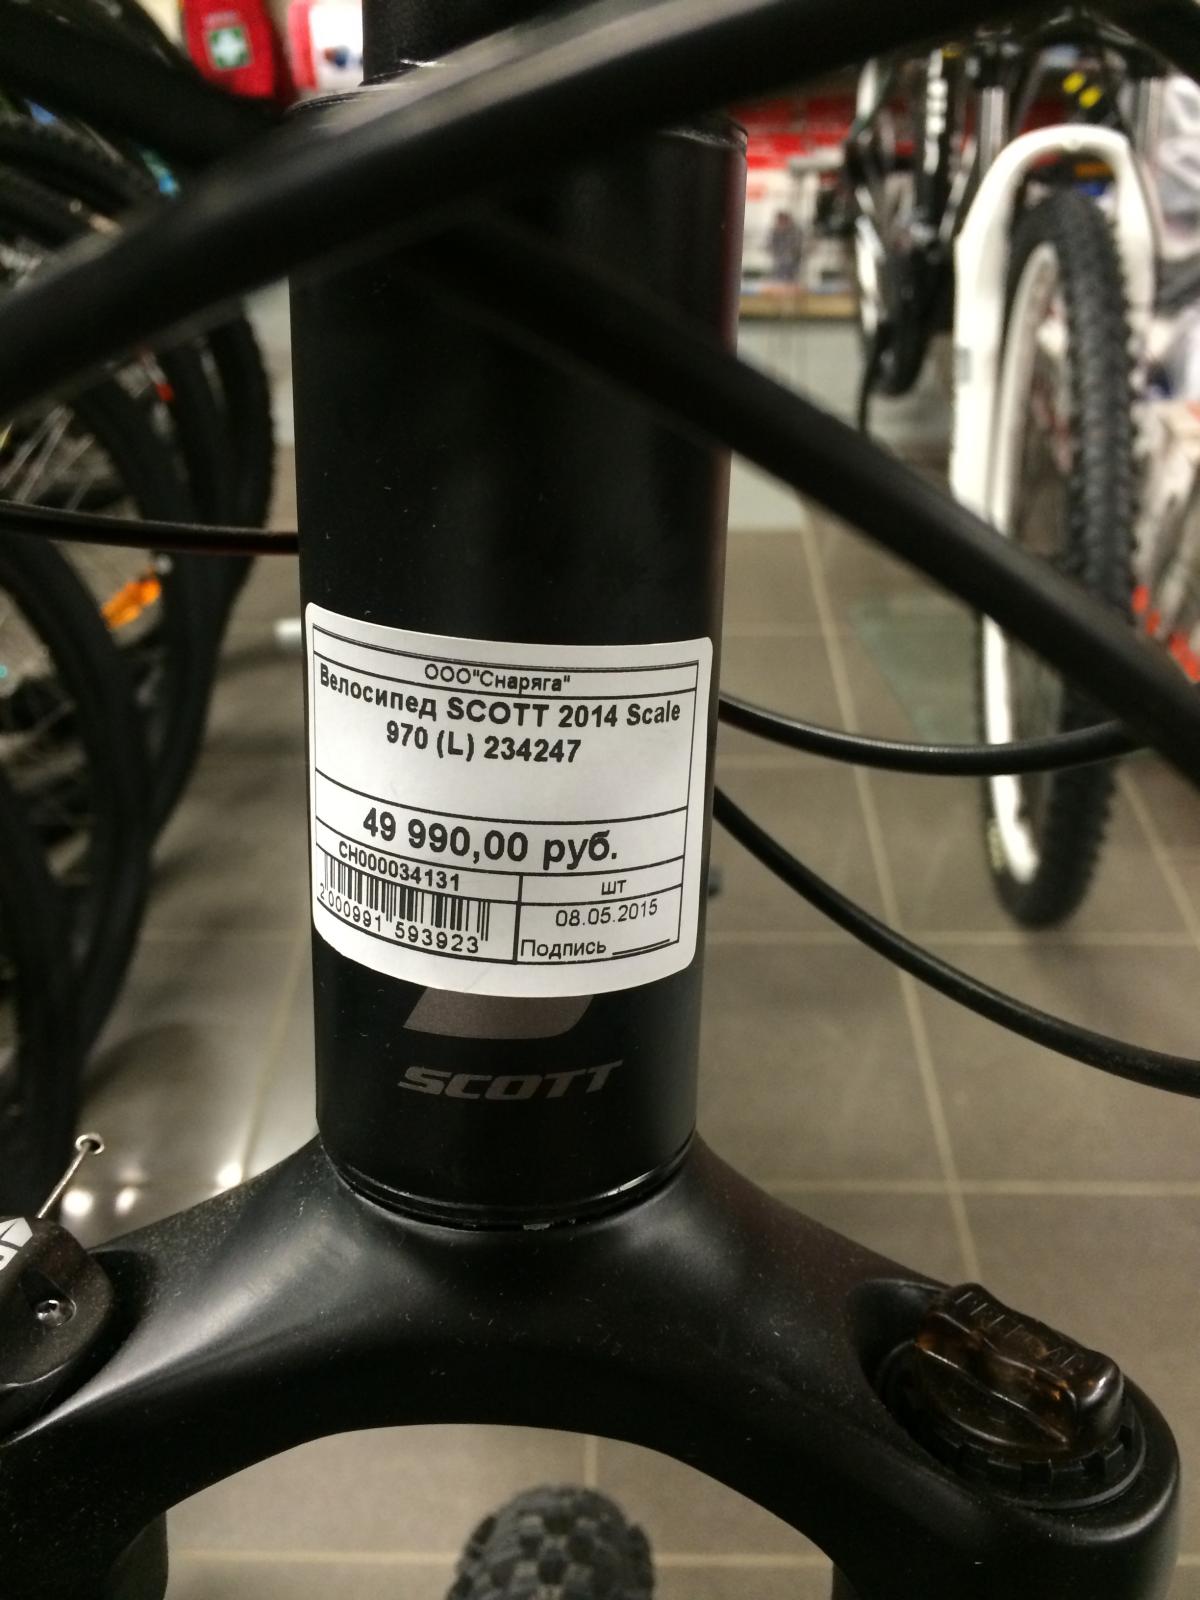 ООО"Снаряга"
Велосипед SCOTT 2014 Scale
970 (L) 234247
49 990,00 руб.
СН000034131
шт
2 000991 593923
08.05.2015
Подпись
SCOTT